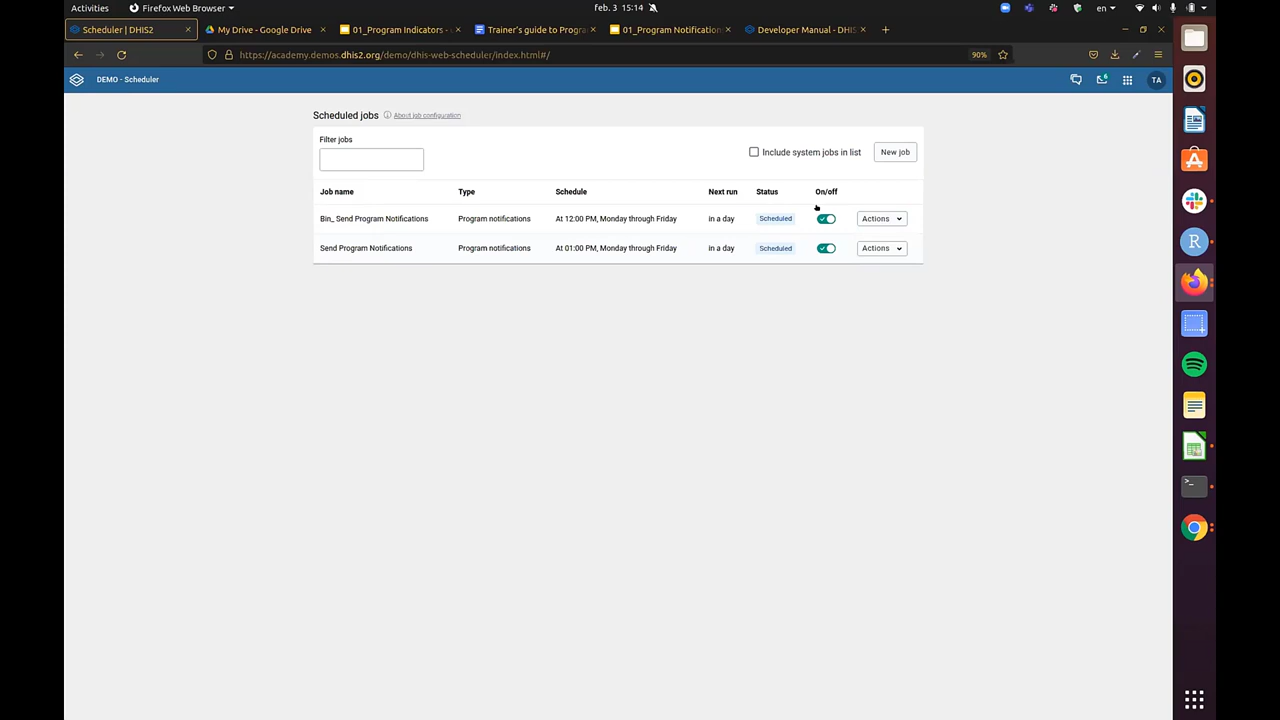 Activities
Firefox Web Browser
feb. 3 15:14
en
Scheduler | DHIS2
My Drive - Google Drive
01_Program Indicators -
Trainer's guide to Progra
01_Program Notification
Developer Manual - DHIS
https://academy.demos.dhis2.org/demo/dhis-web-scheduler/index.html#/
90%
DEMO - Scheduler
TA
Scheduled jobs
About job configuration
Filter jobs
Include system jobs in list
New job
Job name Type Schedule Next run Status On/off
Bin_ Send Program Notifications Program notifications At 12:00 PM, Monday through Friday in a day Scheduled Actions
Send Program Notifications Program notifications At 01:00 PM, Monday through Friday in a day Scheduled Actions